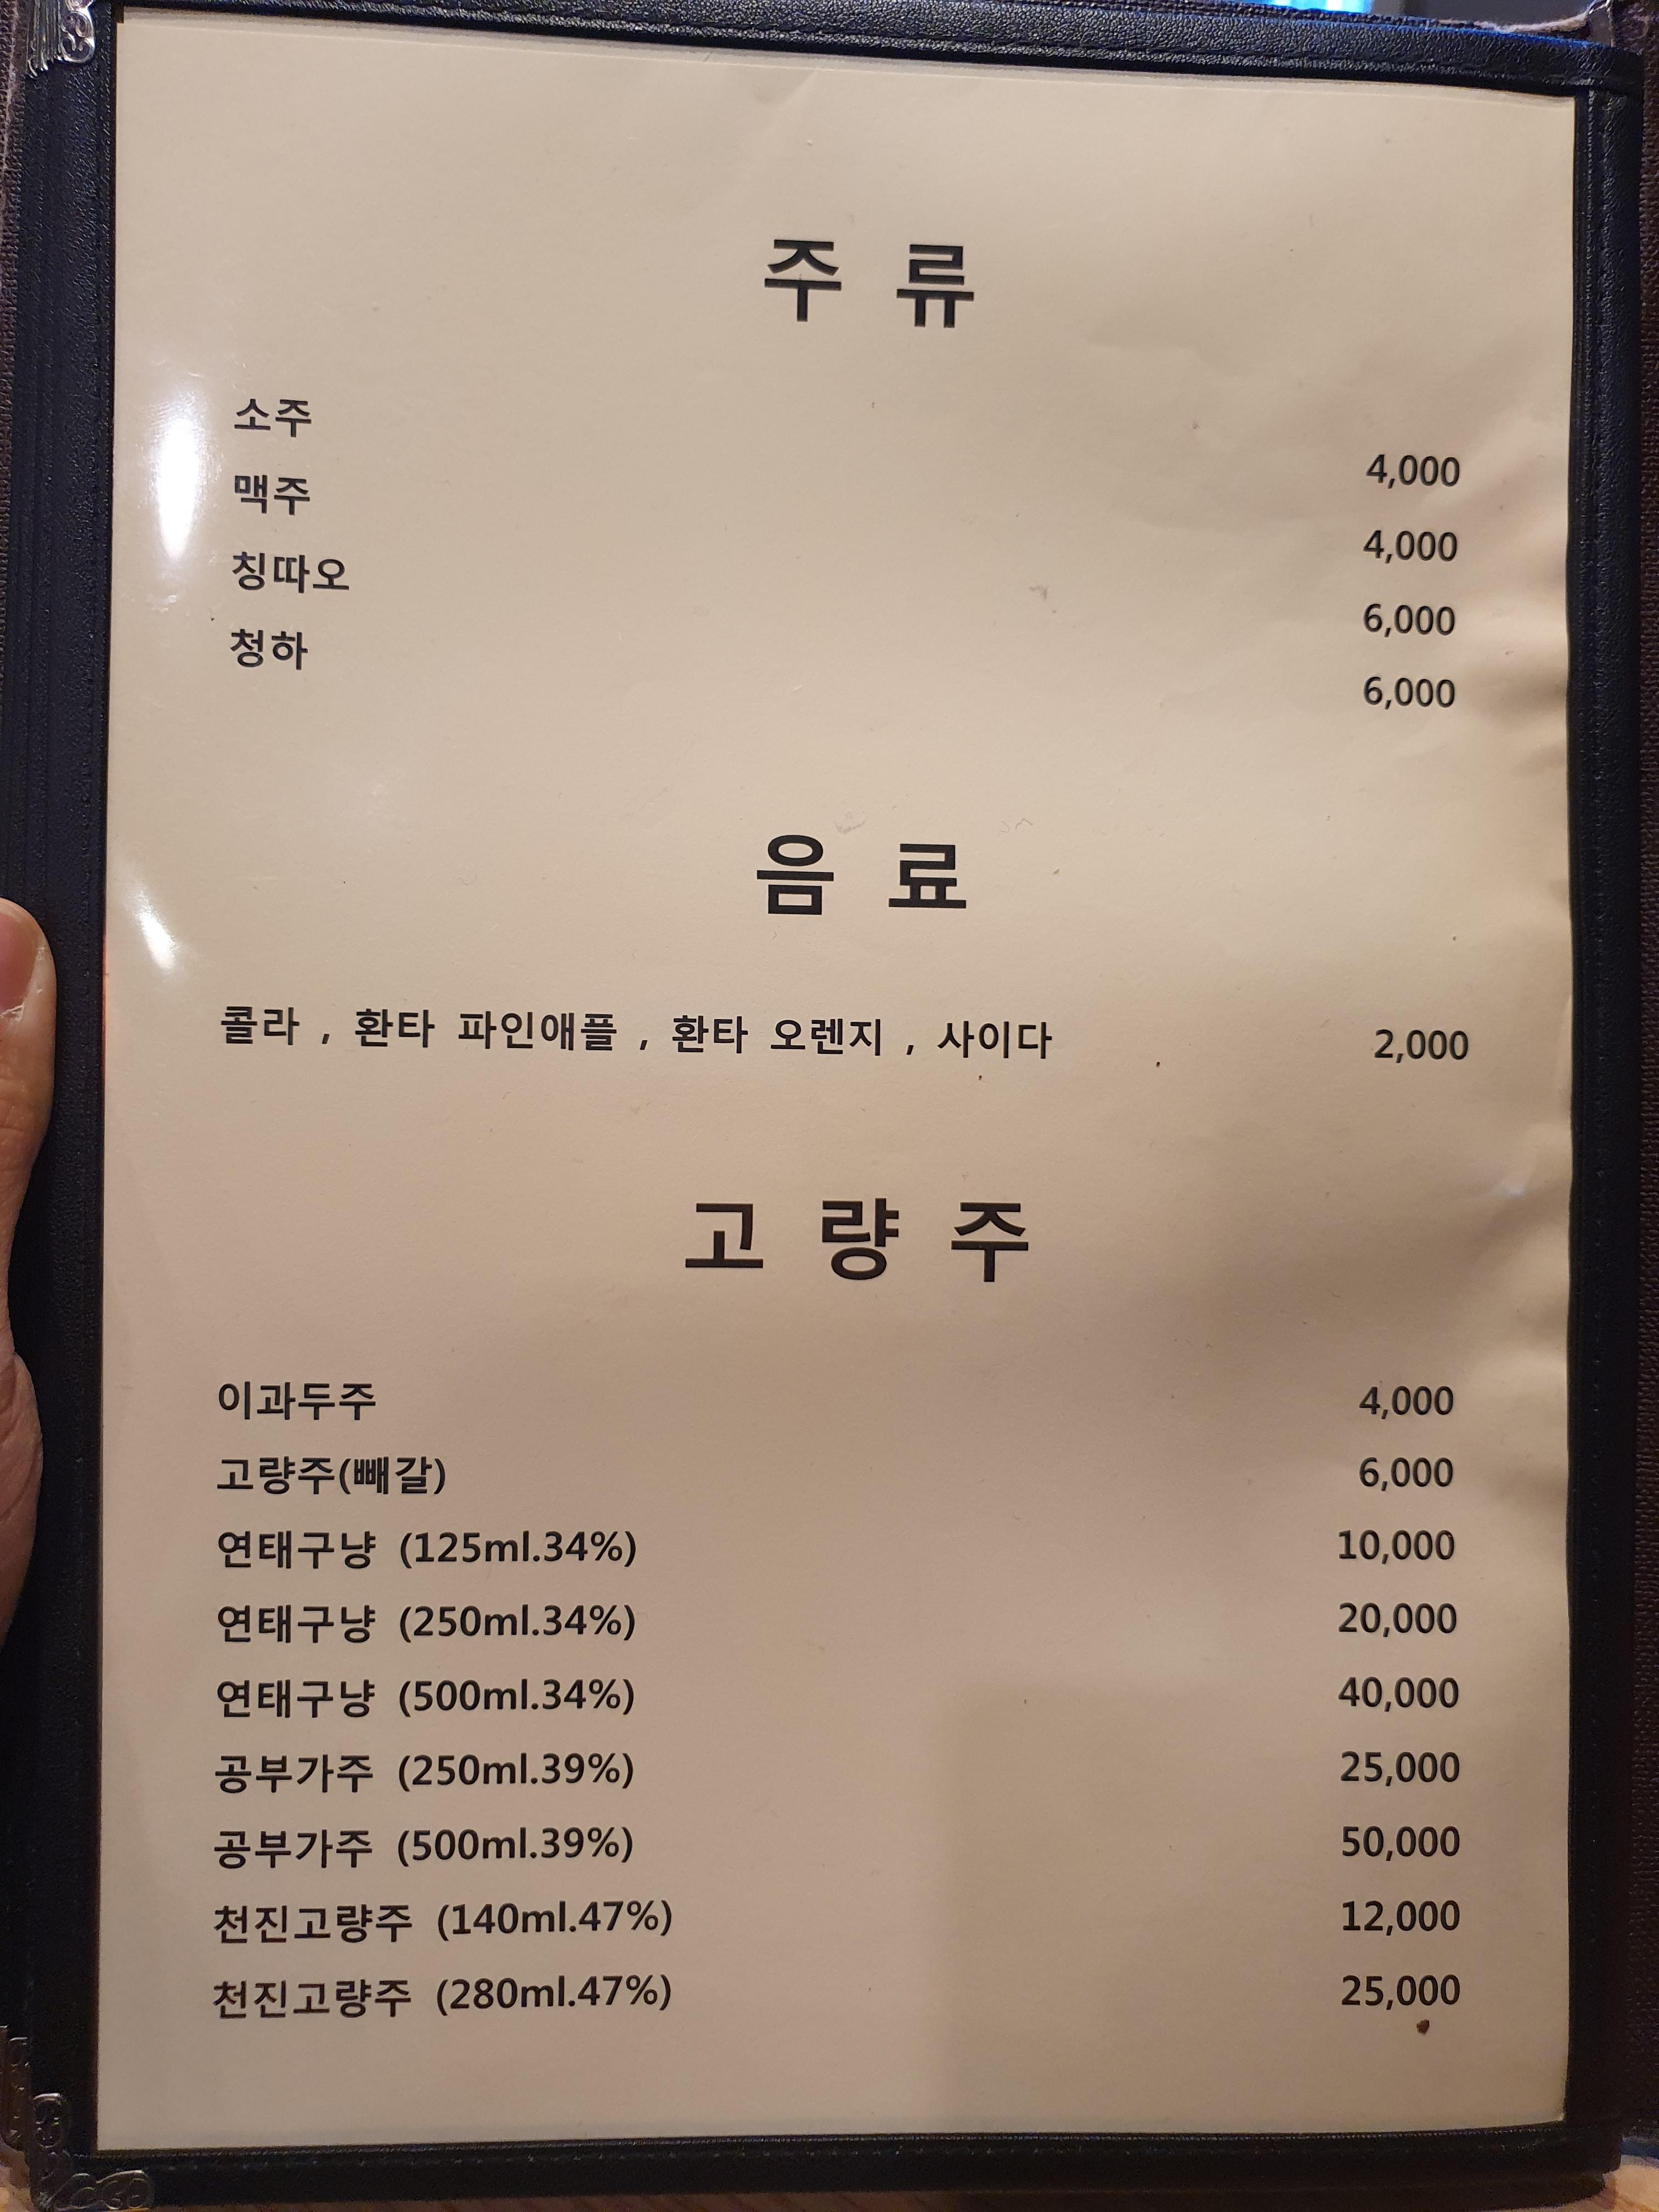 주 류
소주 4,000
맥주 4,000
칭따오 6,000
청하 6,000
음 료
콜라 , 환타 파인애플 , 환타 오렌지 , 사이다 2,000
고 량 주
이과두주 4,000
고량주(빼갈) 6,000
연태구냥 (125ml.34%) 10,000
연태구냥 (250ml.34%) 20,000
연태구냥 (500ml.34%) 40,000
공부가주 (250ml.39%) 25,000
공부가주 (500ml.39%) 50,000
천진고량주 (140ml.47%) 12,000
천진고량주 (280ml.47%) 25,000